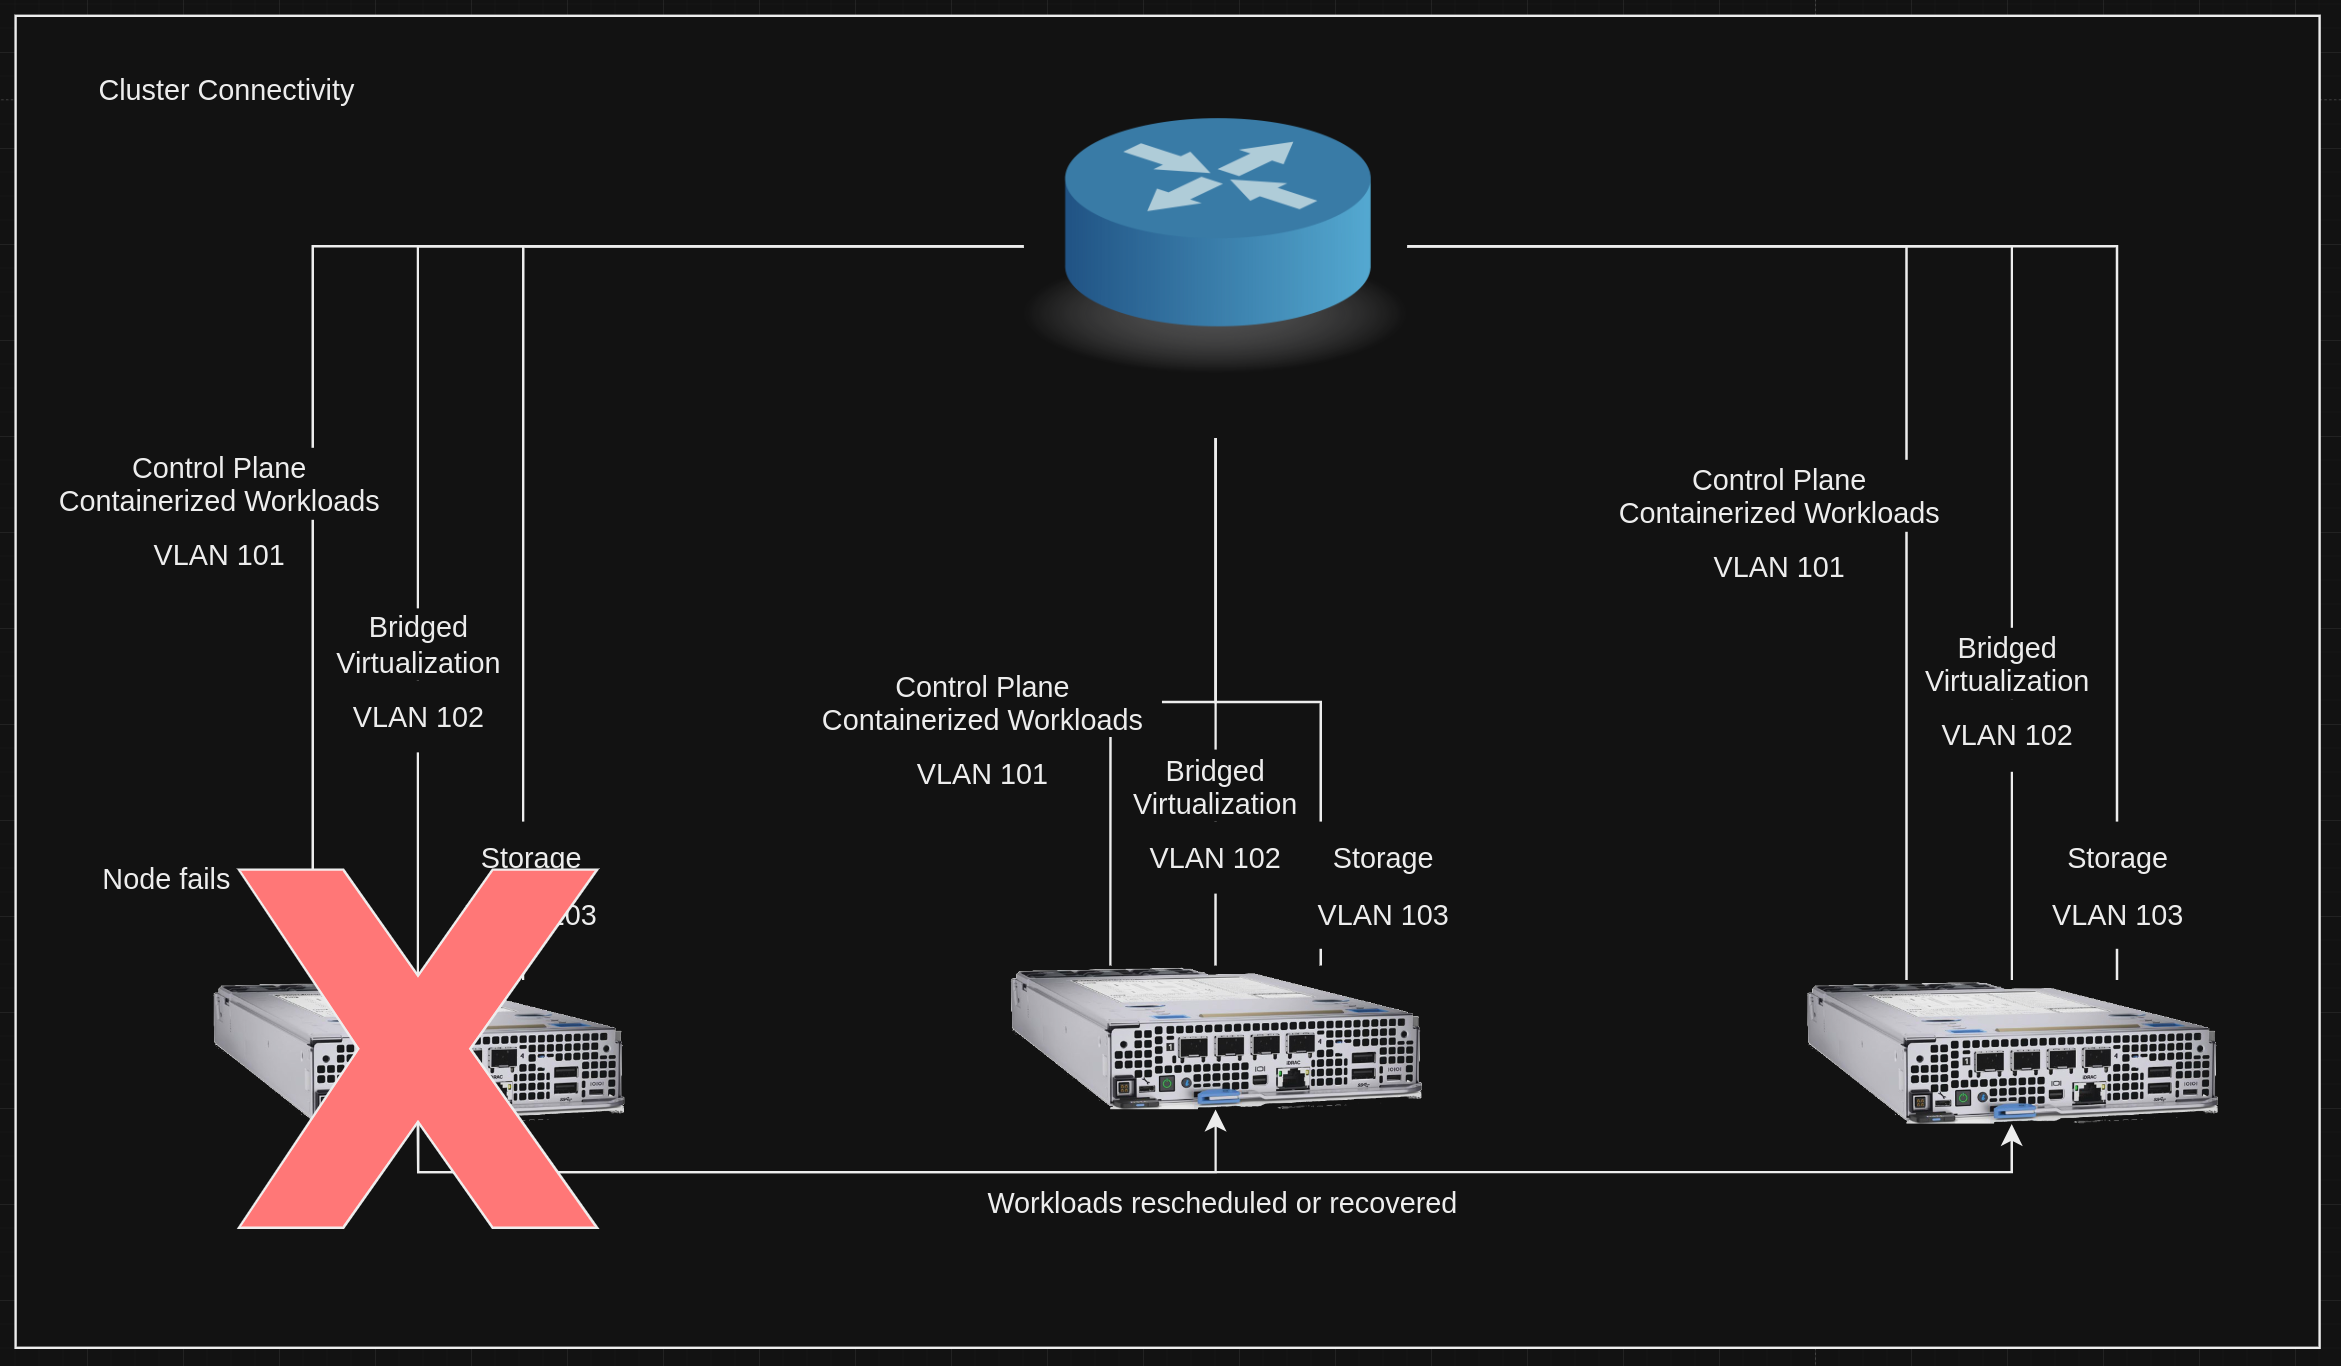 Cluster Connectivity
Control Plane
Containerized Workloads
VLAN 101
Bridged
Virtualization
VLAN 102
Storage
03
Node fails
Control Plane
Containerized Workloads
VLAN 101
Bridged
Virtualization
VLAN 102
Storage
VLAN 103
Control Plane
Containerized Workloads
VLAN 101
Bridged
Virtualization
VLAN 102
Storage
VLAN 103
Workloads rescheduled or recovered